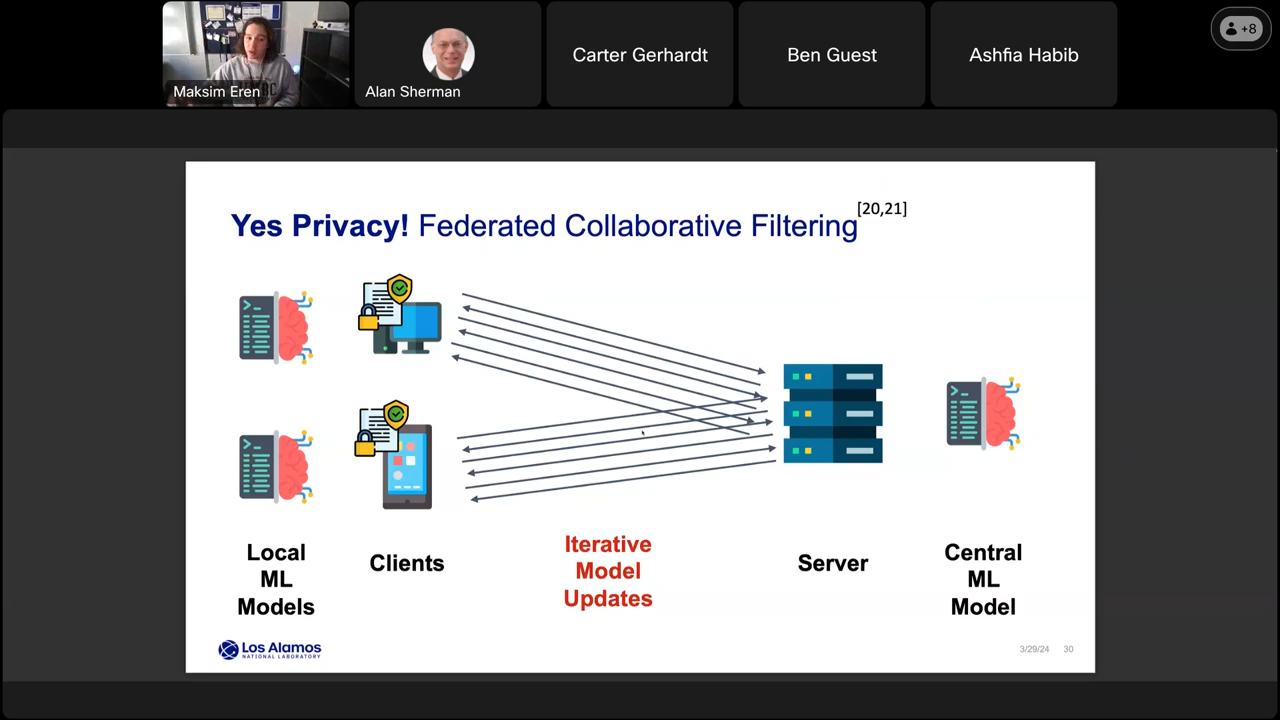 Maksim Eren
Alan Sherman
Carter Gerhardt
Ben Guest
Ashfia Habib
+8
Yes Privacy! Federated Collaborative Filtering[20,21]
Local
ML
Models
Clients
Iterative
Model
Updates
Server
Central
ML
Model
Los Alamos
NATIONAL LABORATORY
3/29/24 30